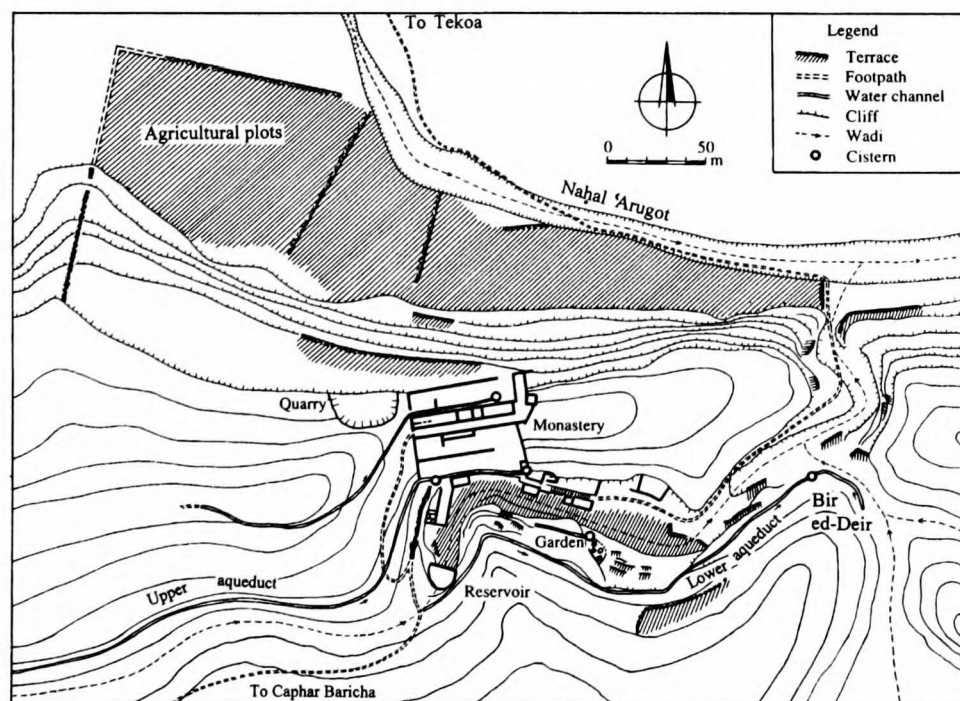 To Tekoa
Legend
Terrace
Footpath
Water channel
Cliff
Wadi
Cistern
Agricultural plots
0 50
m
Nahal ʿArugot
Quarry
Monastery
Bir
ed-Deir
Garden
Lower aqueduct
Upper aqueduct
Reservoir
To Caphar Baricha